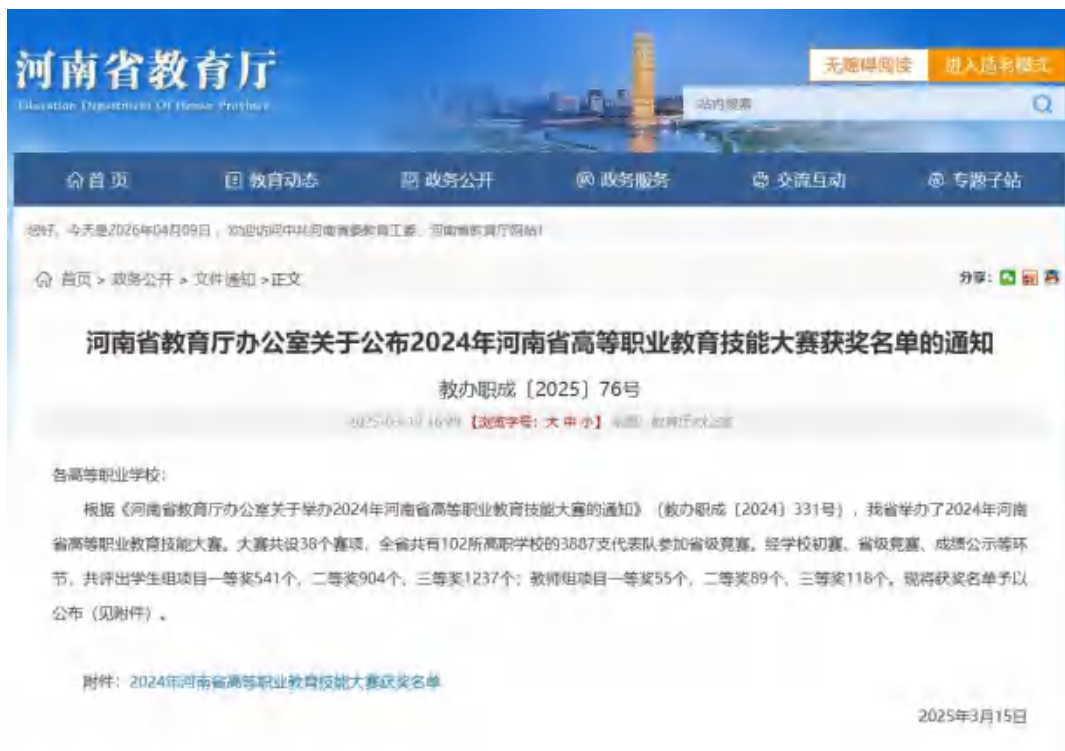 河南省教育厅
Education Department Of Henan Province
无障碍阅读 进入适老模式
站内搜索
首页 教育动态 政务公开 政务服务 交流互动 专题子站
您好，今天是2026年04月09日，欢迎访问中共河南省委教育工委、河南省教育厅网站！
首页 > 政务公开 > 文件通知 >正文
分享：
河南省教育厅办公室关于公布2024年河南省高等职业教育技能大赛获奖名单的通知
教办职成〔2025〕76号
【浏览字号：大 中 小】
各高等职业学校：
根据《河南省教育厅办公室关于举办2024年河南省高等职业教育技能大赛的通知》（教办职成〔2024〕331号），我省举办了2024年河南
省高等职业教育技能大赛。大赛共设38个赛项，全省共有102所高职学校的3887支代表队参加省级竞赛。经学校初赛、省级竞赛、成绩公示等环
节，共评出学生组项目一等奖541个，二等奖904个、三等奖1237个；教师组项目一等奖55个，二等奖89个、三等奖118个。现将获奖名单予以
公布（见附件）。
附件：2024年河南省高等职业教育技能大赛获奖名单
2025年3月15日